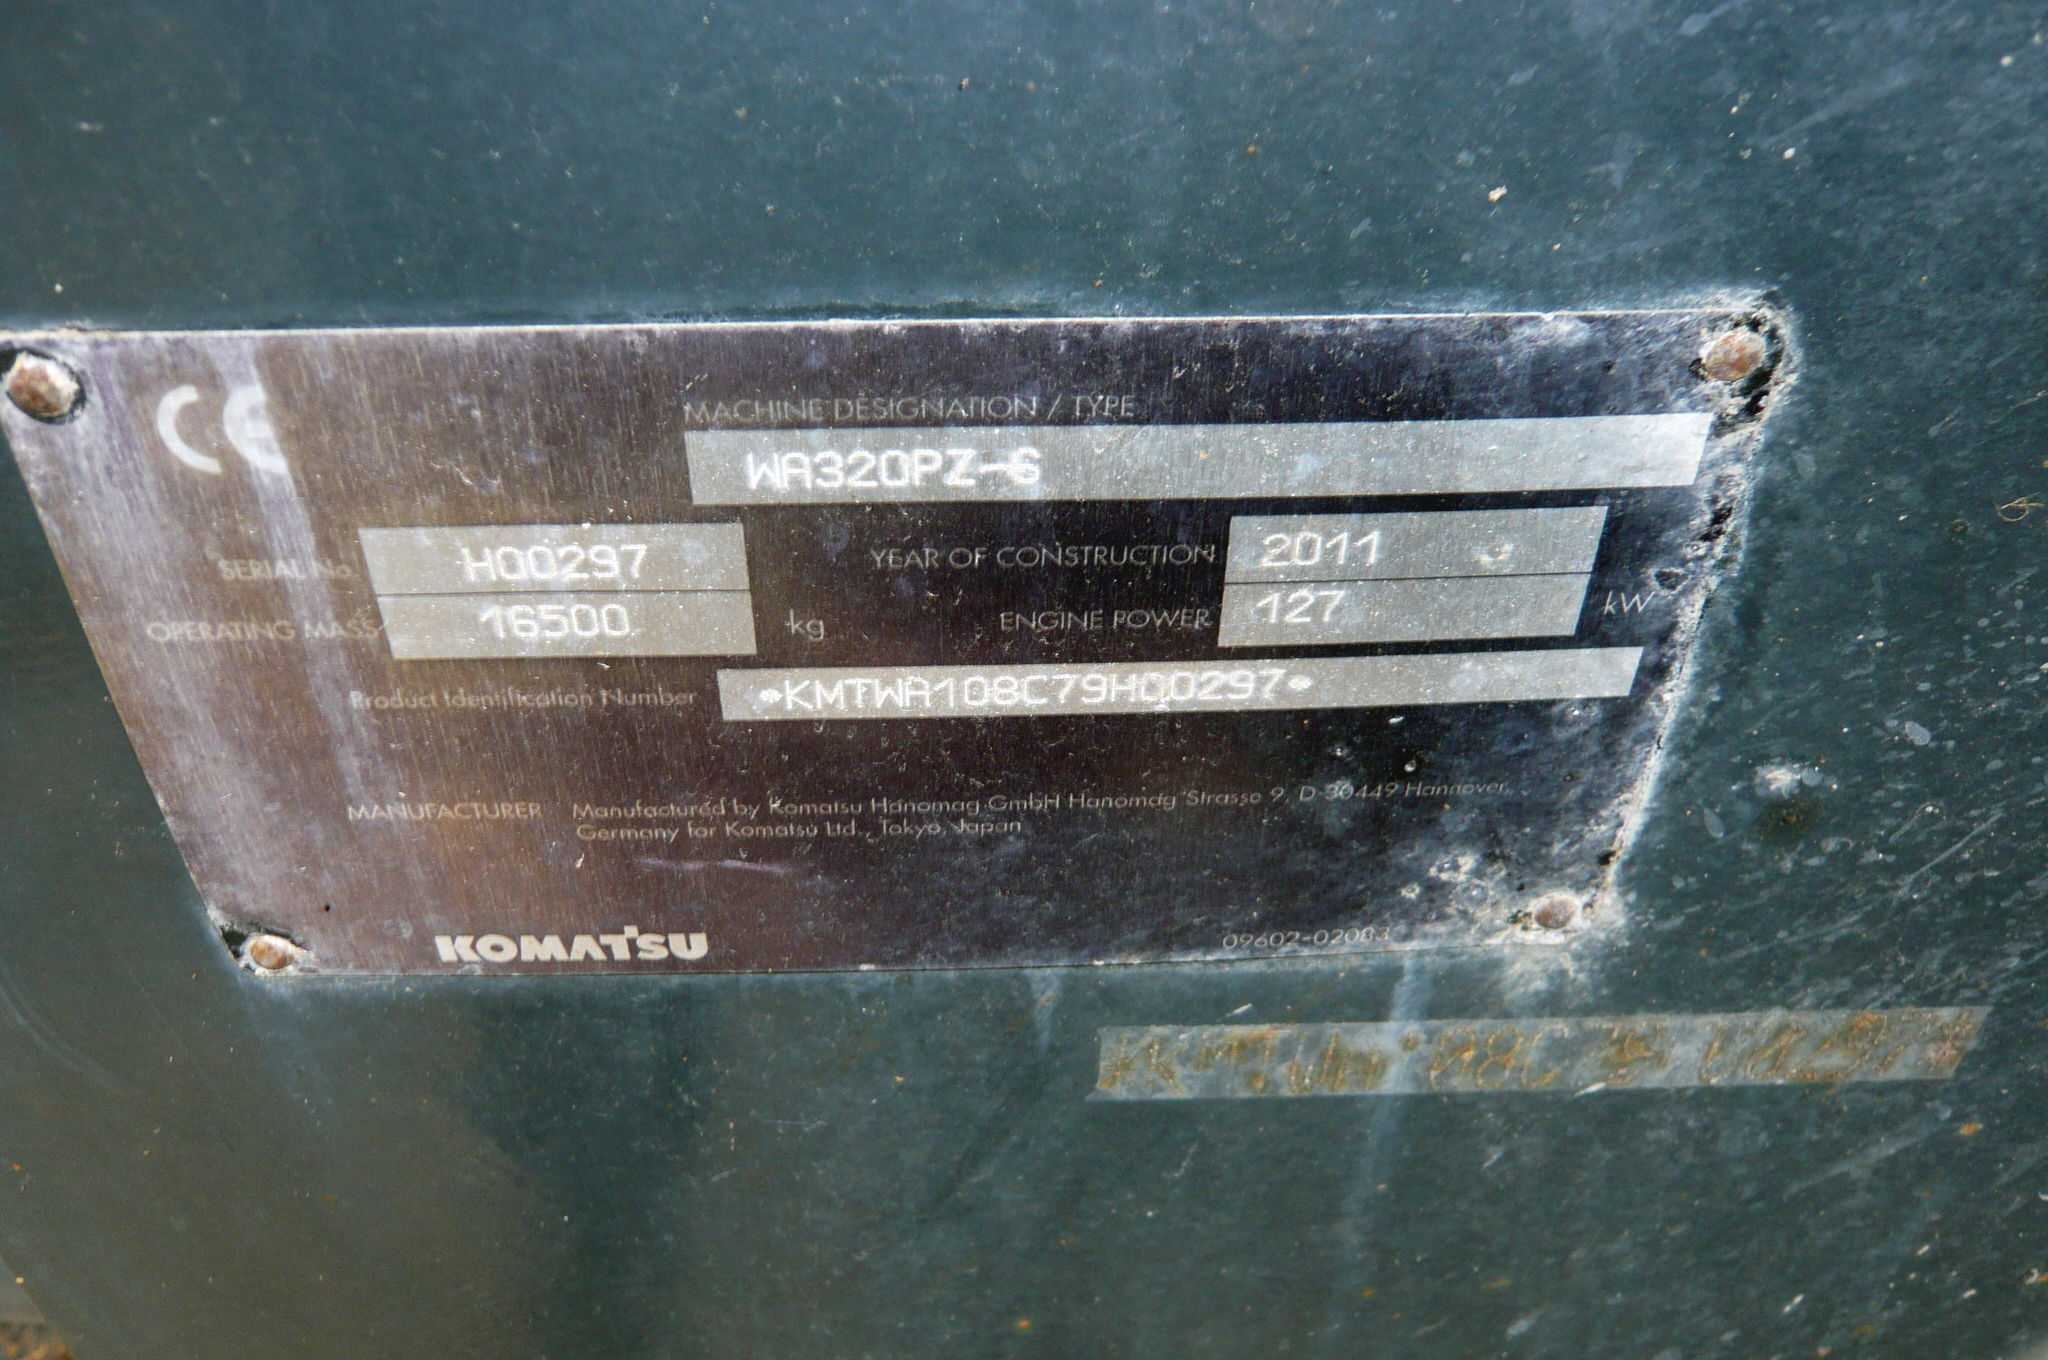 CE
MACHINE DESIGNATION / TYPE
WA320PZ-6
SERIAL No. H00297
YEAR OF CONSTRUCTION 2011
OPERATING MASS 16500 kg
ENGINE POWER 127 kW
Product Identification Number *KMTWA108C79H00297*
MANUFACTURER Manufactured by Komatsu Hanomag GmbH Hanomag Strasse 9, D-30449 Hannover,
Germany for Komatsu Ltd., Tokyo, Japan
KOMATSU
09602-02083